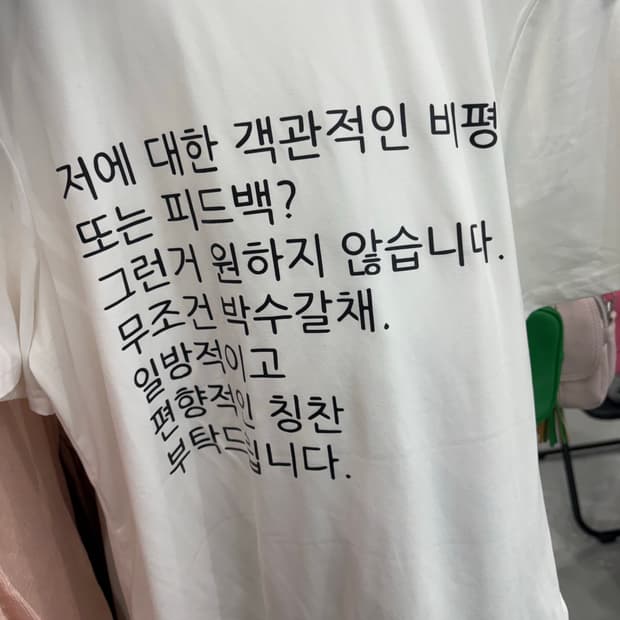 저에 대한 객관적인 비평
또는 피드백?
그런거 원하지 않습니다.
무조건 박수갈채.
일방적이고
편향적인 칭찬
부탁드립니다.